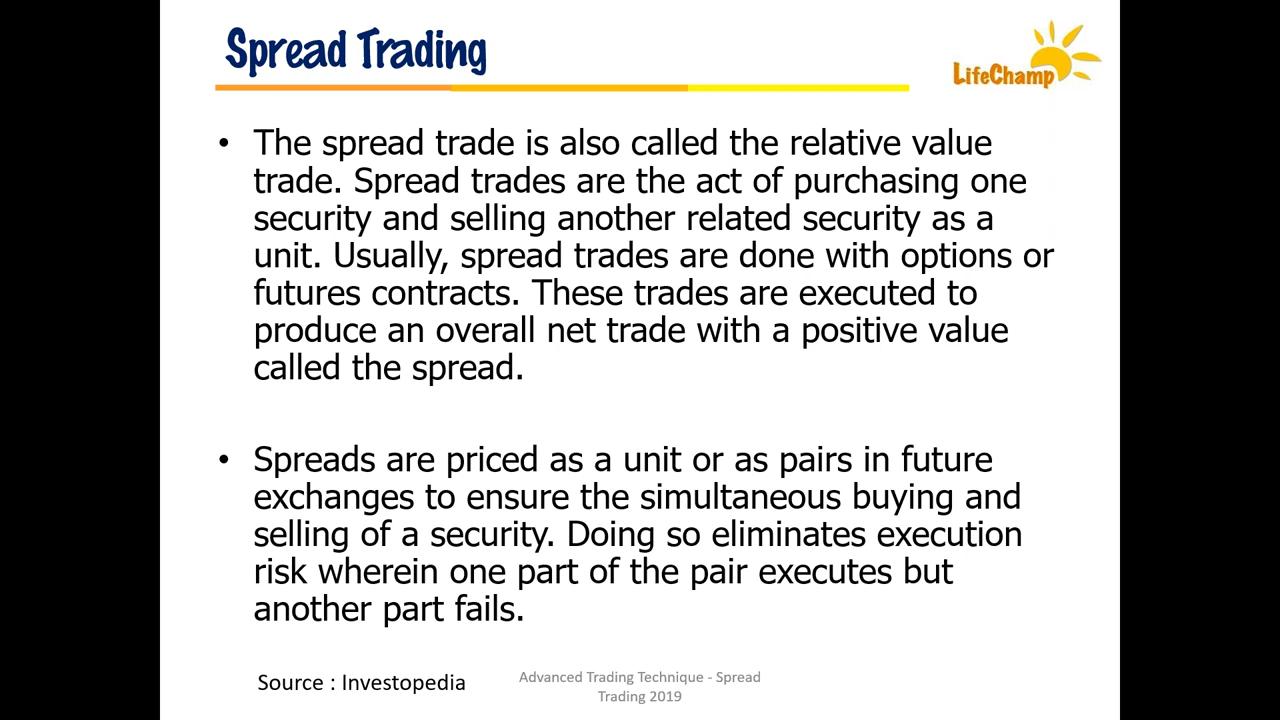 Spread Trading
LifeChamp
• The spread trade is also called the relative value
trade. Spread trades are the act of purchasing one
security and selling another related security as a
unit. Usually, spread trades are done with options or
futures contracts. These trades are executed to
produce an overall net trade with a positive value
called the spread.
• Spreads are priced as a unit or as pairs in future
exchanges to ensure the simultaneous buying and
selling of a security. Doing so eliminates execution
risk wherein one part of the pair executes but
another part fails.
Source : Investopedia
Advanced Trading Technique - Spread
Trading 2019